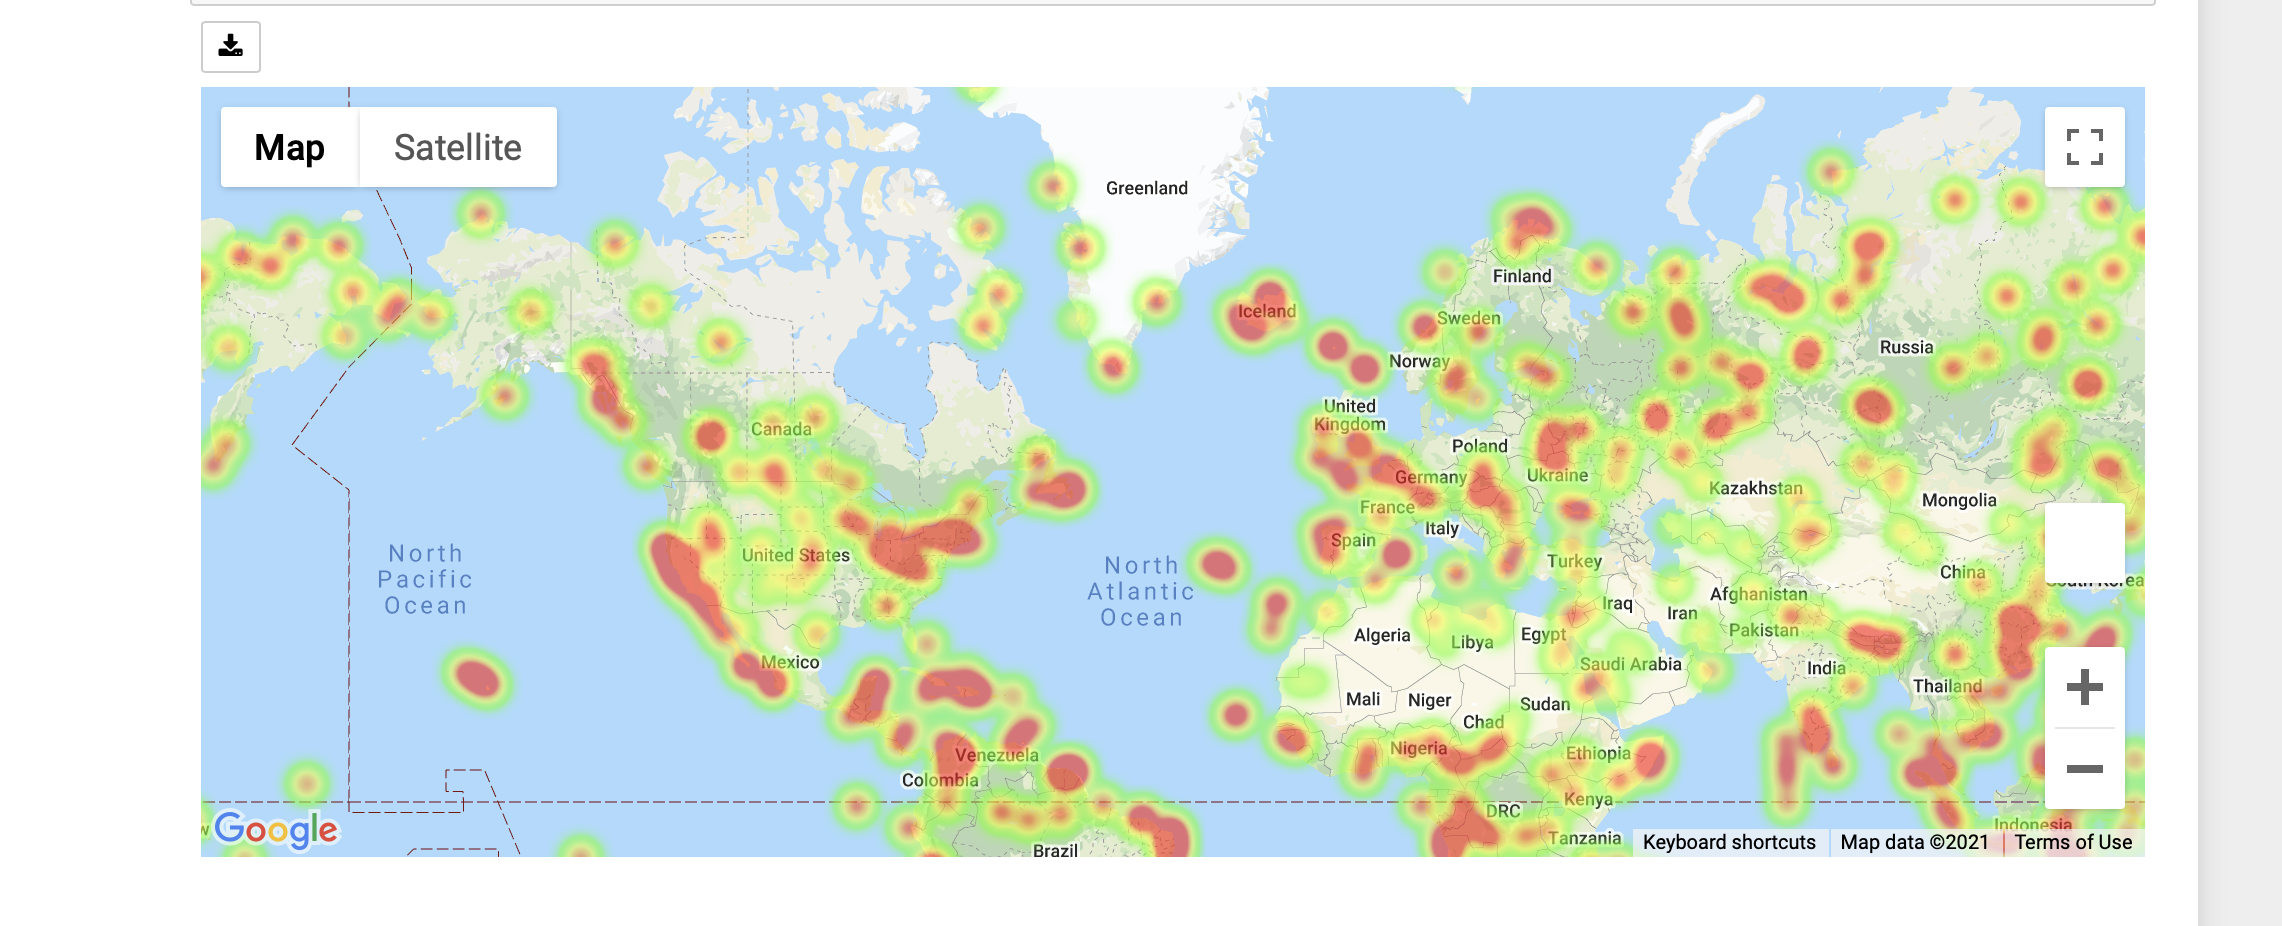 Map
Satellite
Greenland
Finland
Iceland
Sweden
Russia
Norway
United
Kingdom
Canada
Poland
Germany
Ukraine
Kazakhstan
Mongolia
France
Italy
Spain
North
Pacific
Ocean
United States
North
Atlantic
Ocean
Turkey
China
South Korea
Afghanistan
Iraq
Iran
Pakistan
Algeria
Libya
Egypt
Saudi Arabia
Mexico
India
Thailand
Mali
Niger
Sudan
Chad
Nigeria
Ethiopia
Venezuela
Colombia
Kenya
DRC
Tanzania
Indonesia
Brazil
Google
Keyboard shortcuts
Map data ©2021
Terms of Use